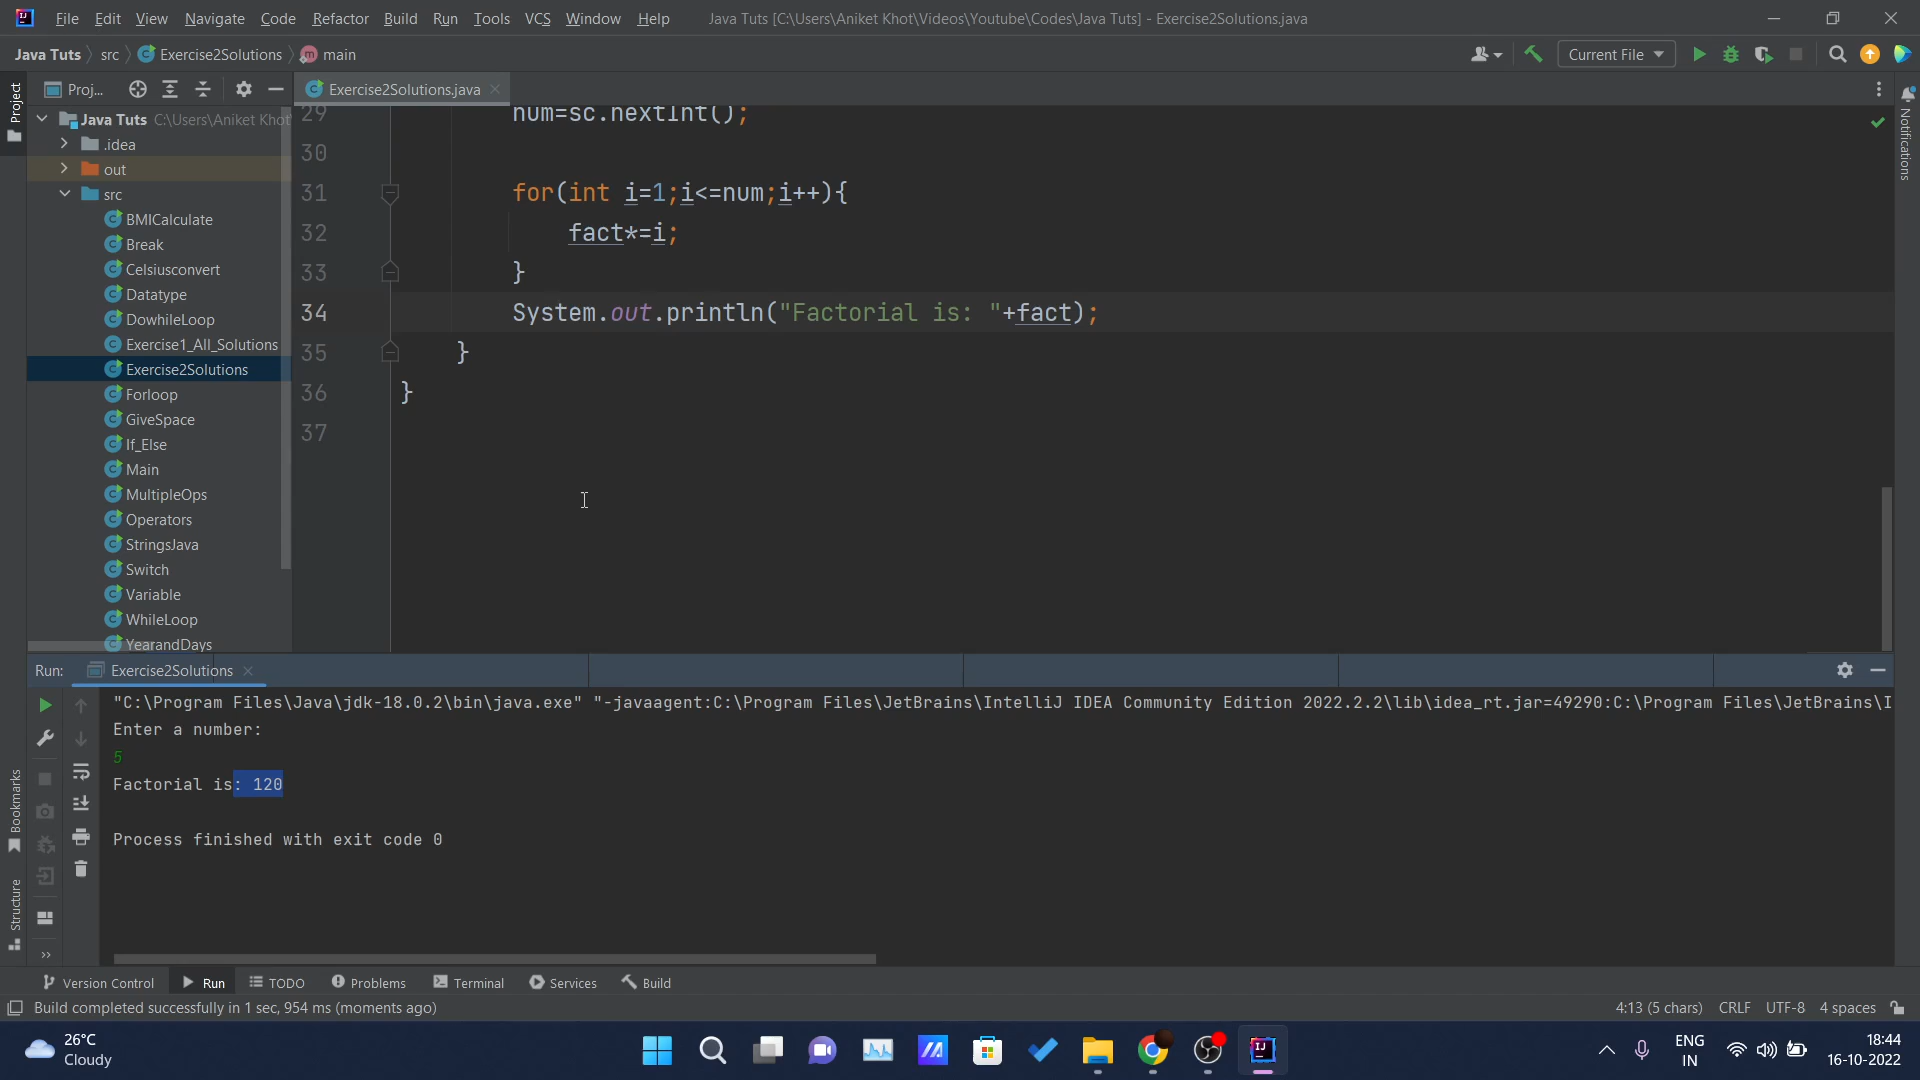 File Edit View Navigate Code Refactor Build Run Tools VCS Window Help Java Tuts [C:\Users\Aniket Khot\Videos\Youtube\Codes\Java Tuts] - Exercise2Solutions.java
Java Tuts src Exercise2Solutions main Current File
Project
Proj...
Exercise2Solutions.java
Java Tuts C:\Users\Aniket Khot
.idea
out
src
BMICalculate
Break
Celsiusconvert
Datatype
DowhileLoop
Exercise1_All_Solutions
Exercise2Solutions
Forloop
GiveSpace
If_Else
Main
MultipleOps
Operators
StringsJava
Switch
Variable
WhileLoop
YearandDays
29 num=sc.nextInt();
30
31 for(int i=1;i<=num;i++){
32 fact*=i;
33 }
34 System.out.println("Factorial is: "+fact);
35 }
36 }
37
Notifications
Run: Exercise2Solutions
"C:\Program Files\Java\jdk-18.0.2\bin\java.exe" "-javaagent:C:\Program Files\JetBrains\IntelliJ IDEA Community Edition 2022.2.2\lib\idea_rt.jar=49290:C:\Program Files\JetBrains\I
Enter a number:
5
Factorial is: 120
Process finished with exit code 0
Bookmarks
Structure
Version Control Run TODO Problems Terminal Services Build
Build completed successfully in 1 sec, 954 ms (moments ago) 4:13 (5 chars) CRLF UTF-8 4 spaces
26°C
Cloudy
ENG
IN
18:44
16-10-2022